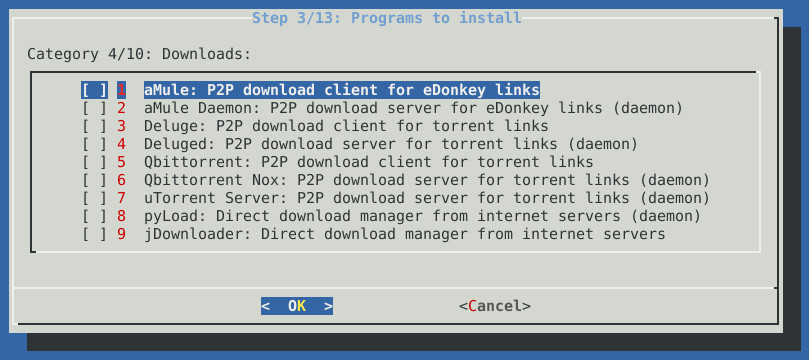 Step 3/13: Programs to install
Category 4/10: Downloads:
[ ] 1 aMule: P2P download client for eDonkey links
[ ] 2 aMule Daemon: P2P download server for eDonkey links (daemon)
[ ] 3 Deluge: P2P download client for torrent links
[ ] 4 Deluged: P2P download server for torrent links (daemon)
[ ] 5 Qbittorrent: P2P download client for torrent links
[ ] 6 Qbittorrent Nox: P2P download server for torrent links (daemon)
[ ] 7 uTorrent Server: P2P download server for torrent links (daemon)
[ ] 8 pyLoad: Direct download manager from internet servers (daemon)
[ ] 9 jDownloader: Direct download manager from internet servers
< OK > <Cancel>